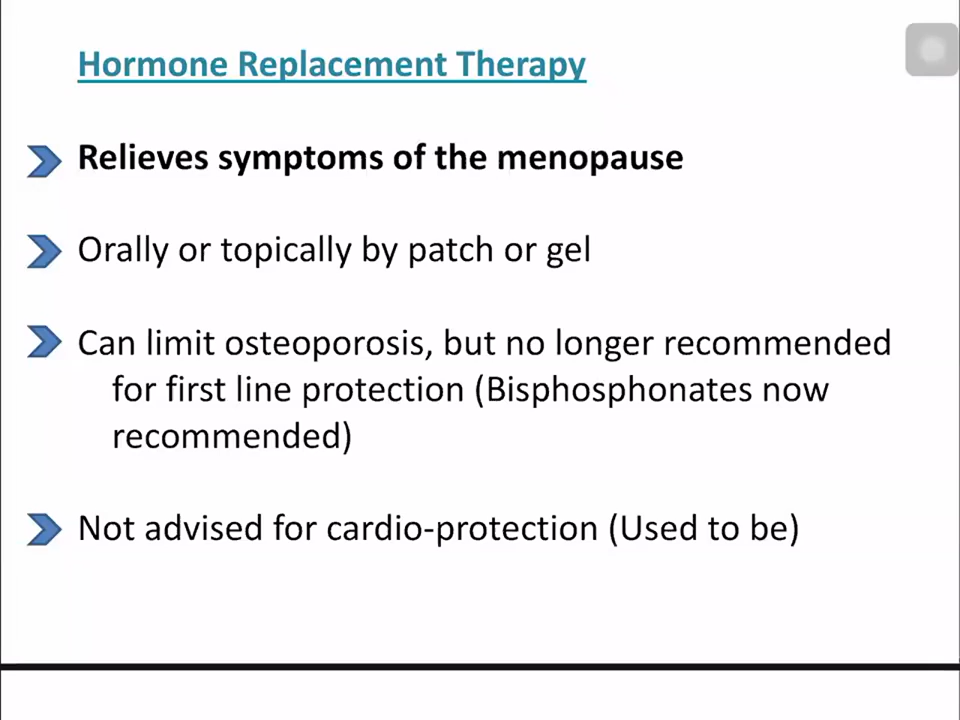 Hormone Replacement Therapy
Relieves symptoms of the menopause
Orally or topically by patch or gel
Can limit osteoporosis, but no longer recommended
for first line protection (Bisphosphonates now
recommended)
Not advised for cardio-protection (Used to be)